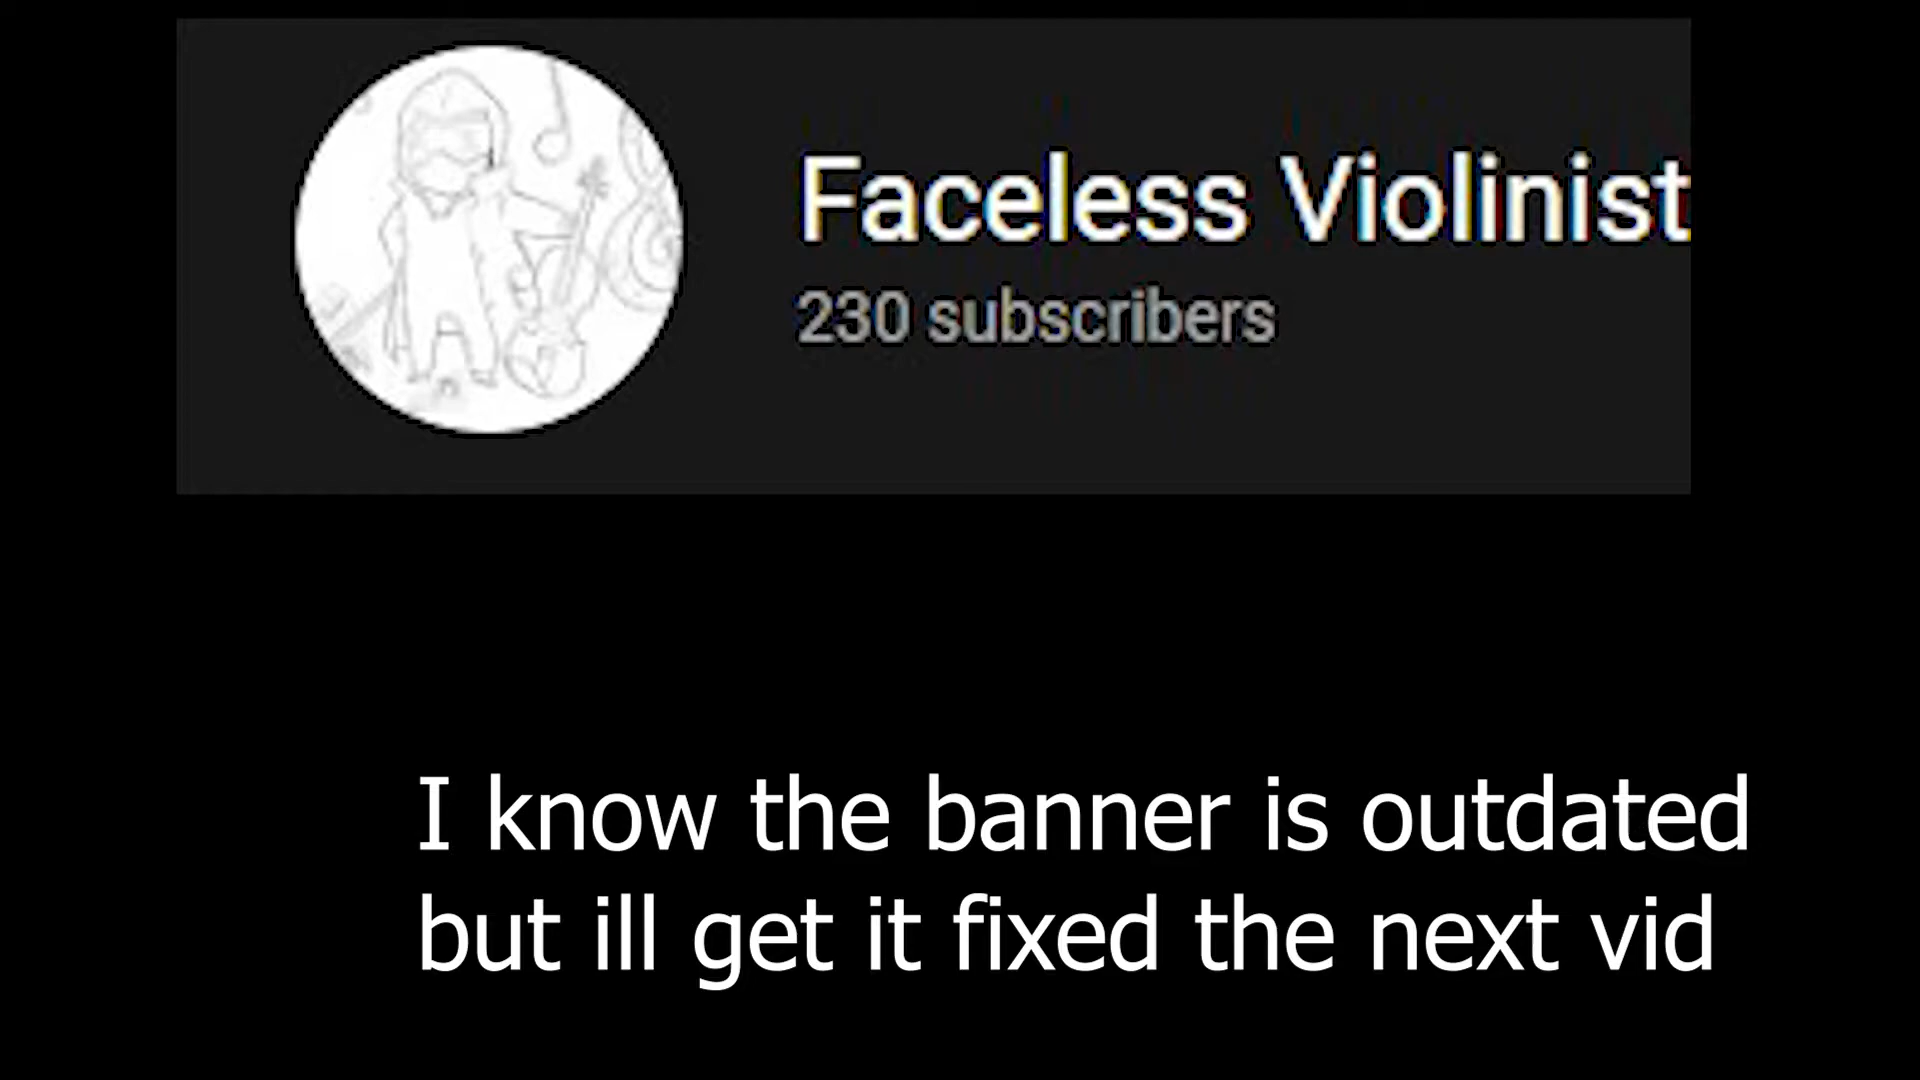 Faceless Violinist
230 subscribers
I know the banner is outdated
but ill get it fixed the next vid